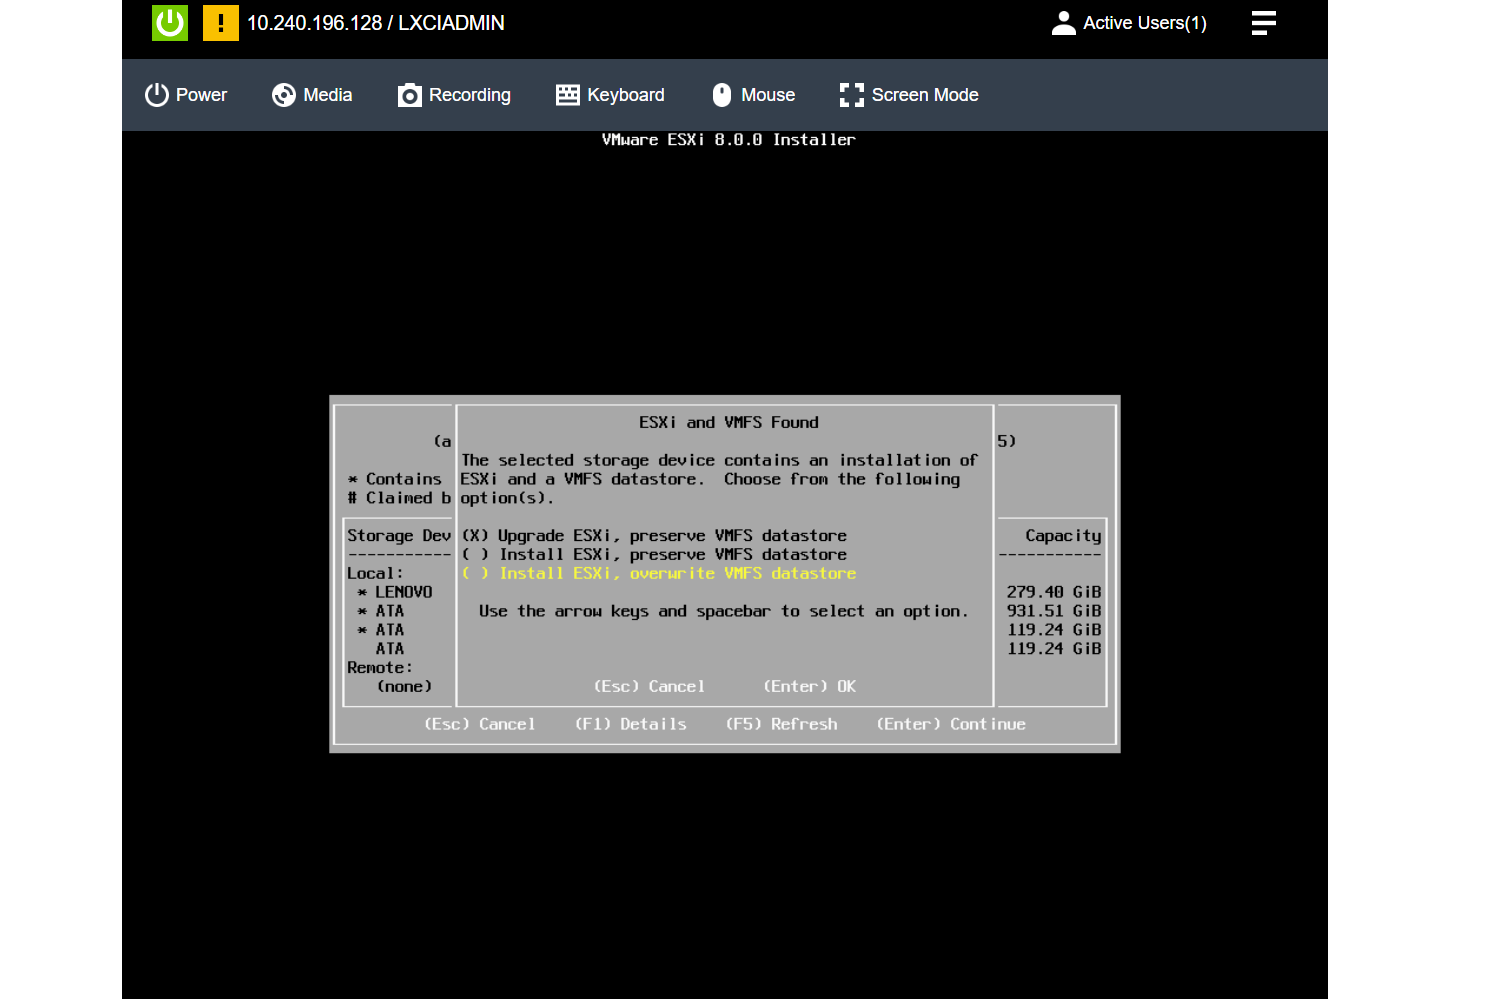 10.240.196.128 / LXCIADMIN
Active Users(1)
Power Media Recording Keyboard Mouse Screen Mode
VMware ESXi 8.0.0 Installer
ESXi and VMFS Found
(a 5)
The selected storage device contains an installation of
* Contains ESXi and a VMFS datastore. Choose from the following
# Claimed b option(s).
Storage Dev (X) Upgrade ESXi, preserve VMFS datastore Capacity
----------- ( ) Install ESXi, preserve VMFS datastore -----------
Local: ( ) Install ESXi, overwrite VMFS datastore
* LENOVO 279.40 GiB
* ATA Use the arrow keys and spacebar to select an option. 931.51 GiB
* ATA 119.24 GiB
ATA 119.24 GiB
Remote:
(none) (Esc) Cancel (Enter) OK
(Esc) Cancel (F1) Details (F5) Refresh (Enter) Continue